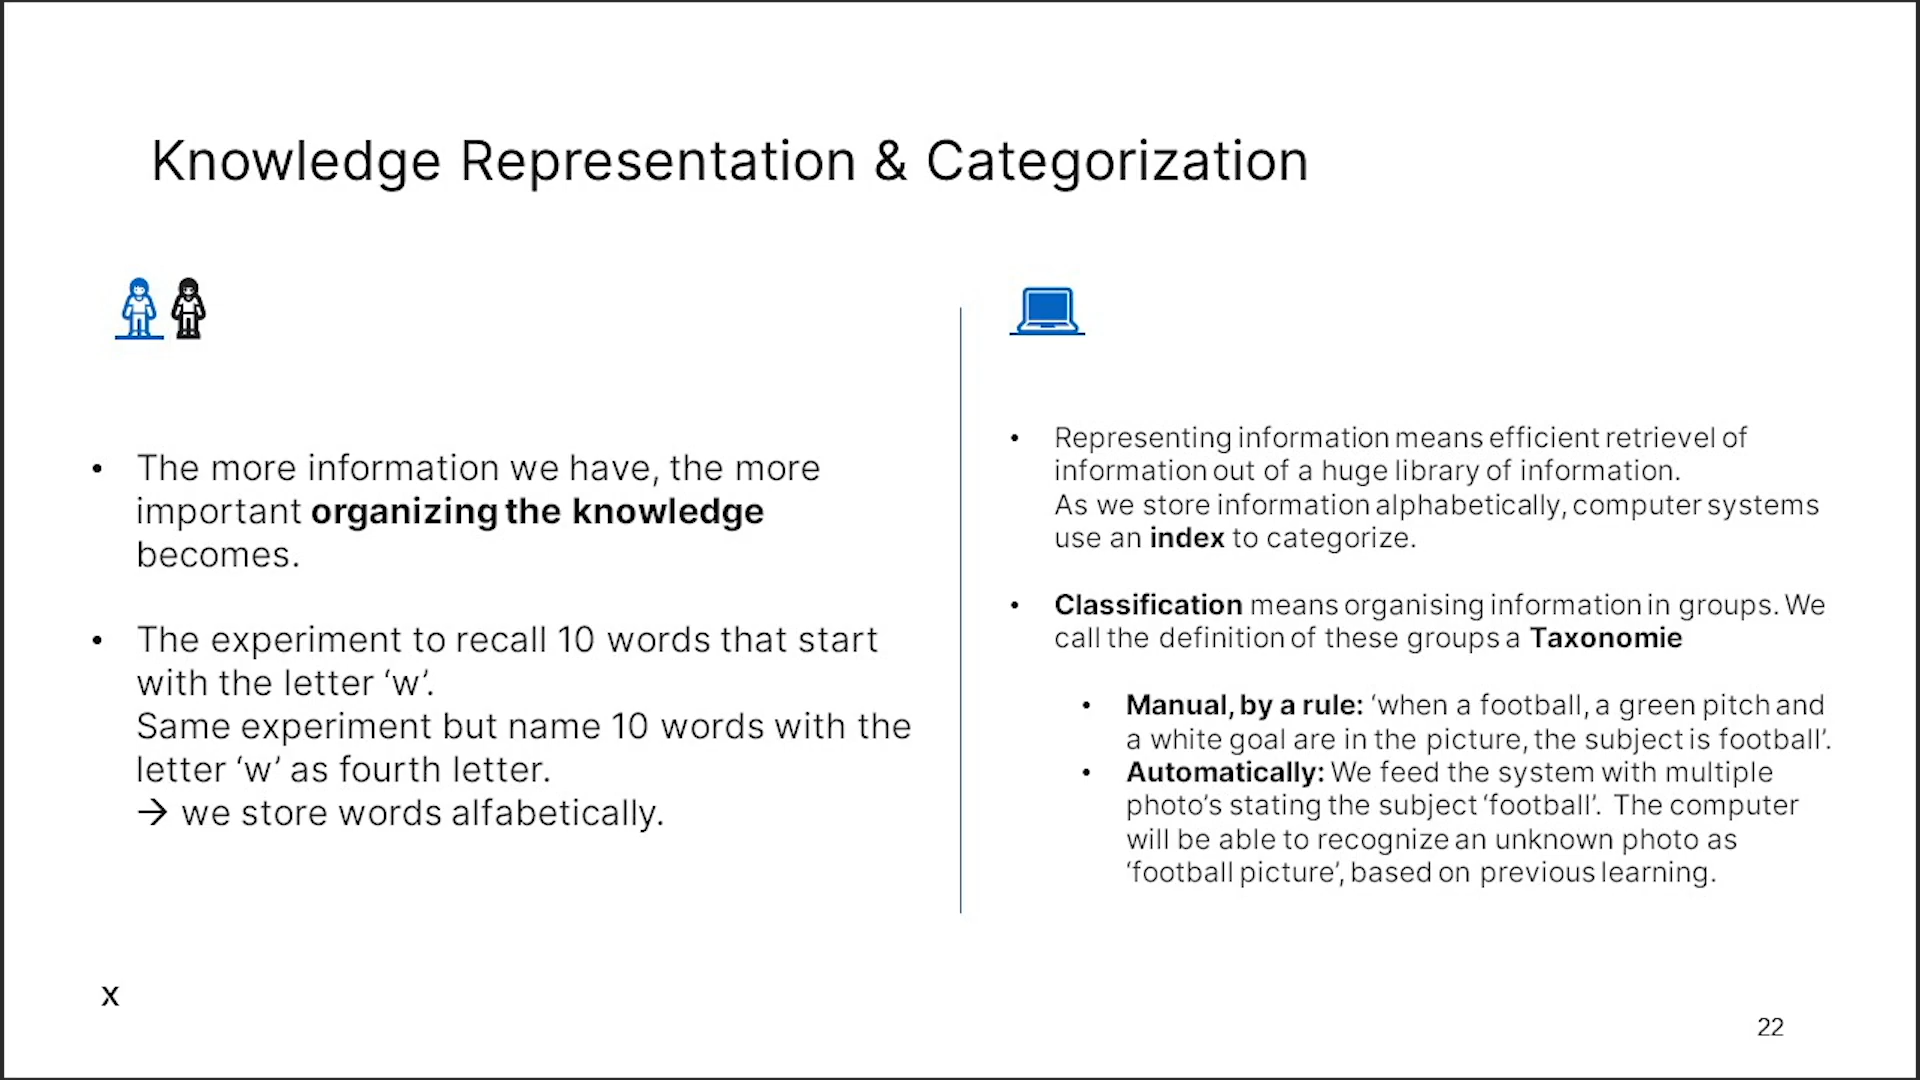 Knowledge Representation & Categorization
• The more information we have, the more
important organizing the knowledge
becomes.
• The experiment to recall 10 words that start
with the letter ‘w’.
Same experiment but name 10 words with the
letter ‘w’ as fourth letter.
→ we store words alfabetically.
• Representing information means efficient retrievel of
information out of a huge library of information.
As we store information alphabetically, computer systems
use an index to categorize.
• Classification means organising information in groups. We
call the definition of these groups a Taxonomie
• Manual, by a rule: ‘when a football, a green pitch and
a white goal are in the picture, the subject is football’.
• Automatically: We feed the system with multiple
photo’s stating the subject ‘football’. The computer
will be able to recognize an unknown photo as
‘football picture’, based on previous learning.
X
22